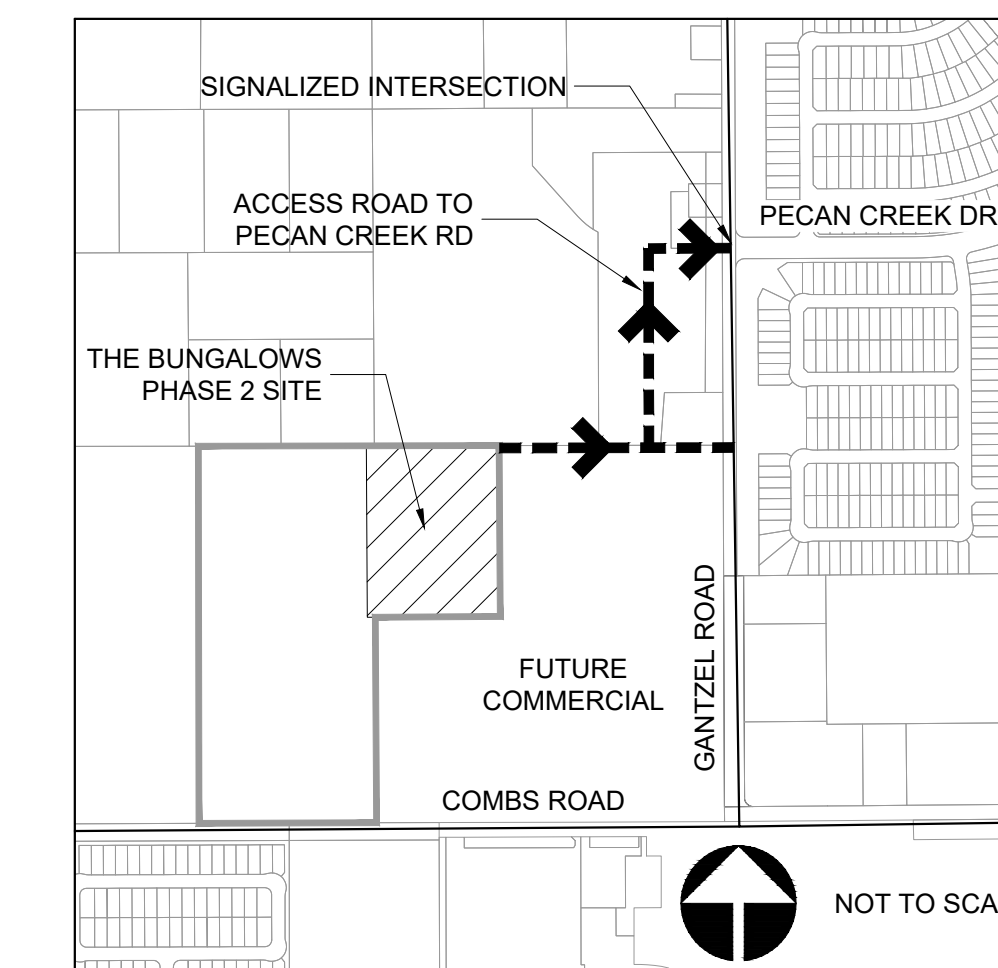 SIGNALIZED INTERSECTION
ACCESS ROAD TO
PECAN CREEK RD
PECAN CREEK DR
THE BUNGALOWS
PHASE 2 SITE
FUTURE
COMMERCIAL
GANTZEL ROAD
COMBS ROAD
NOT TO SCA